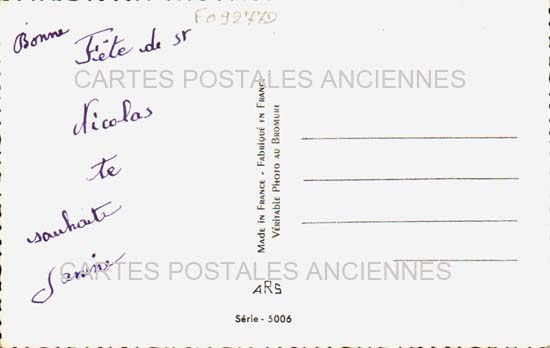 F099772
Bonne
Fête de st
Nicolas
te
souhaite
Janine
CARTES POSTALES ANCIENNES
CARTES POSTALES ANCIENNES
Made in France - Fabriqué en France
Véritable Photo au Bromure
ARS
Série - 5006